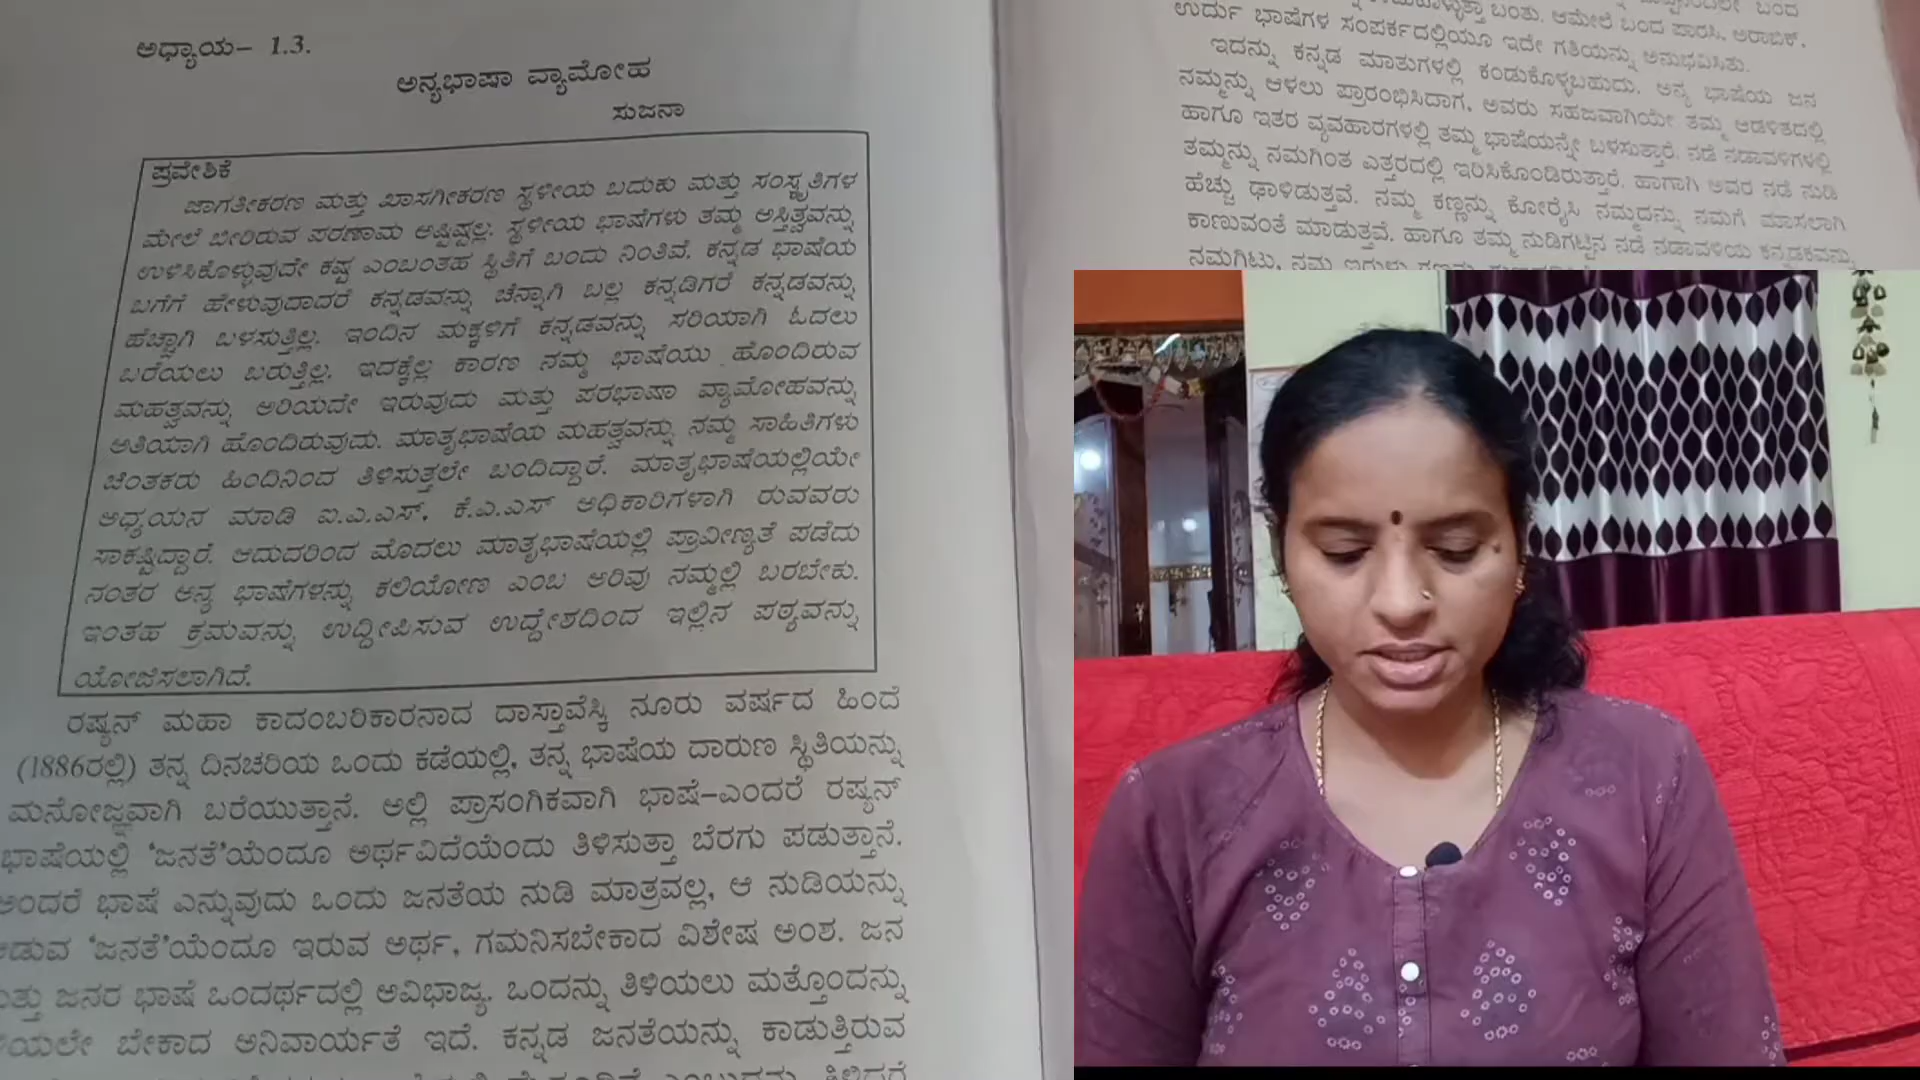 ಅಧ್ಯಾಯ– 1.3.
ಅನ್ಯಭಾಷಾ ವ್ಯಾಮೋಹ
ಸುಜನಾ
ಪ್ರವೇಶಿಕೆ
ಜಾಗತೀಕರಣ ಮತ್ತು ಖಾಸಗೀಕರಣ ಸ್ಥಳೀಯ ಬದುಕು ಮತ್ತು ಸಂಸ್ಕೃತಿಗಳ
ಮೇಲೆ ಬೀರಿರುವ ಪರಿಣಾಮ ಅಷ್ಟಿಷ್ಟಲ್ಲ. ಸ್ಥಳೀಯ ಭಾಷೆಗಳು ತಮ್ಮ ಅಸ್ತಿತ್ವವನ್ನು
ಉಳಿಸಿಕೊಳ್ಳುವುದೇ ಕಷ್ಟ ಎಂಬಂತಹ ಸ್ಥಿತಿಗೆ ಬಂದು ನಿಂತಿವೆ. ಕನ್ನಡ ಭಾಷೆಯ
ಬಗೆಗೆ ಹೇಳುವುದಾದರೆ ಕನ್ನಡವನ್ನು ಚೆನ್ನಾಗಿ ಬಲ್ಲ ಕನ್ನಡಿಗರೆ ಕನ್ನಡವನ್ನು
ಹೆಚ್ಚಾಗಿ ಬಳಸುತ್ತಿಲ್ಲ. ಇಂದಿನ ಮಕ್ಕಳಿಗೆ ಕನ್ನಡವನ್ನು ಸರಿಯಾಗಿ ಓದಲು
ಬರೆಯಲು ಬರುತ್ತಿಲ್ಲ. ಇದಕ್ಕೆಲ್ಲ ಕಾರಣ ನಮ್ಮ ಭಾಷೆಯು ಹೊಂದಿರುವ
ಮಹತ್ವವನ್ನು ಅರಿಯದೇ ಇರುವುದು ಮತ್ತು ಪರಭಾಷಾ ವ್ಯಾಮೋಹವನ್ನು
ಅತಿಯಾಗಿ ಹೊಂದಿರುವುದು. ಮಾತೃಭಾಷೆಯ ಮಹತ್ವವನ್ನು ನಮ್ಮ ಸಾಹಿತಿಗಳು
ಚಿಂತಕರು ಹಿಂದಿನಿಂದ ತಿಳಿಸುತ್ತಲೇ ಬಂದಿದ್ದಾರೆ. ಮಾತೃಭಾಷೆಯಲ್ಲಿಯೇ
ಅಧ್ಯಯನ ಮಾಡಿ ಐ.ಎ.ಎಸ್. ಕೆ.ಎ.ಎಸ್ ಅಧಿಕಾರಿಗಳಾಗಿ ರುವವರು
ಸಾಕಷ್ಟಿದ್ದಾರೆ. ಆದುದರಿಂದ ಮೊದಲು ಮಾತೃಭಾಷೆಯಲ್ಲಿ ಪ್ರಾವೀಣ್ಯತೆ ಪಡೆದು
ನಂತರ ಅನ್ಯ ಭಾಷೆಗಳನ್ನು ಕಲಿಯೋಣ ಎಂಬ ಅರಿವು ನಮ್ಮಲ್ಲಿ ಬರಬೇಕು.
ಇಂತಹ ಕ್ರಮವನ್ನು ಉದ್ದೀಪಿಸುವ ಉದ್ದೇಶದಿಂದ ಇಲ್ಲಿನ ಪಠ್ಯವನ್ನು
ಯೋಜಿಸಲಾಗಿದೆ.
ರಷ್ಯನ್ ಮಹಾ ಕಾದಂಬರಿಕಾರನಾದ ದಾಸ್ತಾವೆಸ್ಕಿ ನೂರು ವರ್ಷದ ಹಿಂದೆ
(1886ರಲ್ಲಿ) ತನ್ನ ದಿನಚರಿಯ ಒಂದು ಕಡೆಯಲ್ಲಿ, ತನ್ನ ಭಾಷೆಯ ದಾರುಣ ಸ್ಥಿತಿಯನ್ನು
ಮನೋಜ್ಞವಾಗಿ ಬರೆಯುತ್ತಾನೆ. ಅಲ್ಲಿ ಪ್ರಾಸಂಗಿಕವಾಗಿ ಭಾಷೆ–ಎಂದರೆ ರಷ್ಯನ್
ಭಾಷೆಯಲ್ಲಿ ‘ಜನತೆ’ಯೆಂದೂ ಅರ್ಥವಿದೆಯೆಂದು ತಿಳಿಸುತ್ತಾ ಬೆರಗು ಪಡುತ್ತಾನೆ.
ಅಂದರೆ ಭಾಷೆ ಎನ್ನುವುದು ಒಂದು ಜನತೆಯ ನುಡಿ ಮಾತ್ರವಲ್ಲ, ಆ ನುಡಿಯನ್ನು
‘ಜನತೆ’ಯೆಂದೂ ಇರುವ ಅರ್ಥ, ಗಮನಿಸಬೇಕಾದ ವಿಶೇಷ ಅಂಶ. ಜನ
ಜನರ ಭಾಷೆ ಒಂದರ್ಥದಲ್ಲಿ ಅವಿಭಾಜ್ಯ. ಒಂದನ್ನು ತಿಳಿಯಲು ಮತ್ತೊಂದನ್ನು
ಬೇಕಾದ ಅನಿವಾರ್ಯತೆ ಇದೆ. ಕನ್ನಡ ಜನತೆಯನ್ನು ಕಾಡುತ್ತಿರುವ
ಬಂತು. ಆಮೇಲೆ ಬಂದ ಪಾರಸಿ, ಅರಾಬಿಕ್,
ಉರ್ದು ಭಾಷೆಗಳ ಸಂಪರ್ಕದಲ್ಲಿಯೂ ಇದೇ ಗತಿಯನ್ನು ಅನುಭವಿಸಿತು.
ಇದನ್ನು ಕನ್ನಡ ಮಾತುಗಳಲ್ಲಿ ಕಂಡುಕೊಳ್ಳಬಹುದು. ಅನ್ಯ ಭಾಷೆಯ ಜನ
ನಮ್ಮನ್ನು ಆಳಲು ಪ್ರಾರಂಭಿಸಿದಾಗ, ಅವರು ಸಹಜವಾಗಿಯೇ ತಮ್ಮ ಆಡಳಿತದಲ್ಲಿ
ಹಾಗೂ ಇತರ ವ್ಯವಹಾರಗಳಲ್ಲಿ ತಮ್ಮ ಭಾಷೆಯನ್ನೇ ಬಳಸುತ್ತಾರೆ. ನಡೆ ನಡಾವಳಿಗಳಲ್ಲಿ
ತಮ್ಮನ್ನು ನಮಗಿಂತ ಎತ್ತರದಲ್ಲಿ ಇರಿಸಿಕೊಂಡಿರುತ್ತಾರೆ. ಹಾಗಾಗಿ ಅವರ ನಡೆ ನುಡಿ
ಹೆಚ್ಚು ಢಾಳಿಡುತ್ತವೆ. ನಮ್ಮ ಕಣ್ಣನ್ನು ಕೋರೈಸಿ ನಮ್ಮದನ್ನು ನಮಗೆ ಮಾಸಲಾಗಿ
ಕಾಣುವಂತೆ ಮಾಡುತ್ತವೆ. ಹಾಗೂ ತಮ್ಮ ನುಡಿಗಟ್ಟಿನ ನಡೆ ನಡಾವಳಿಯ ಕನ್ನಡಕವನ್ನು
ನಮಗಿಟ್ಟು,